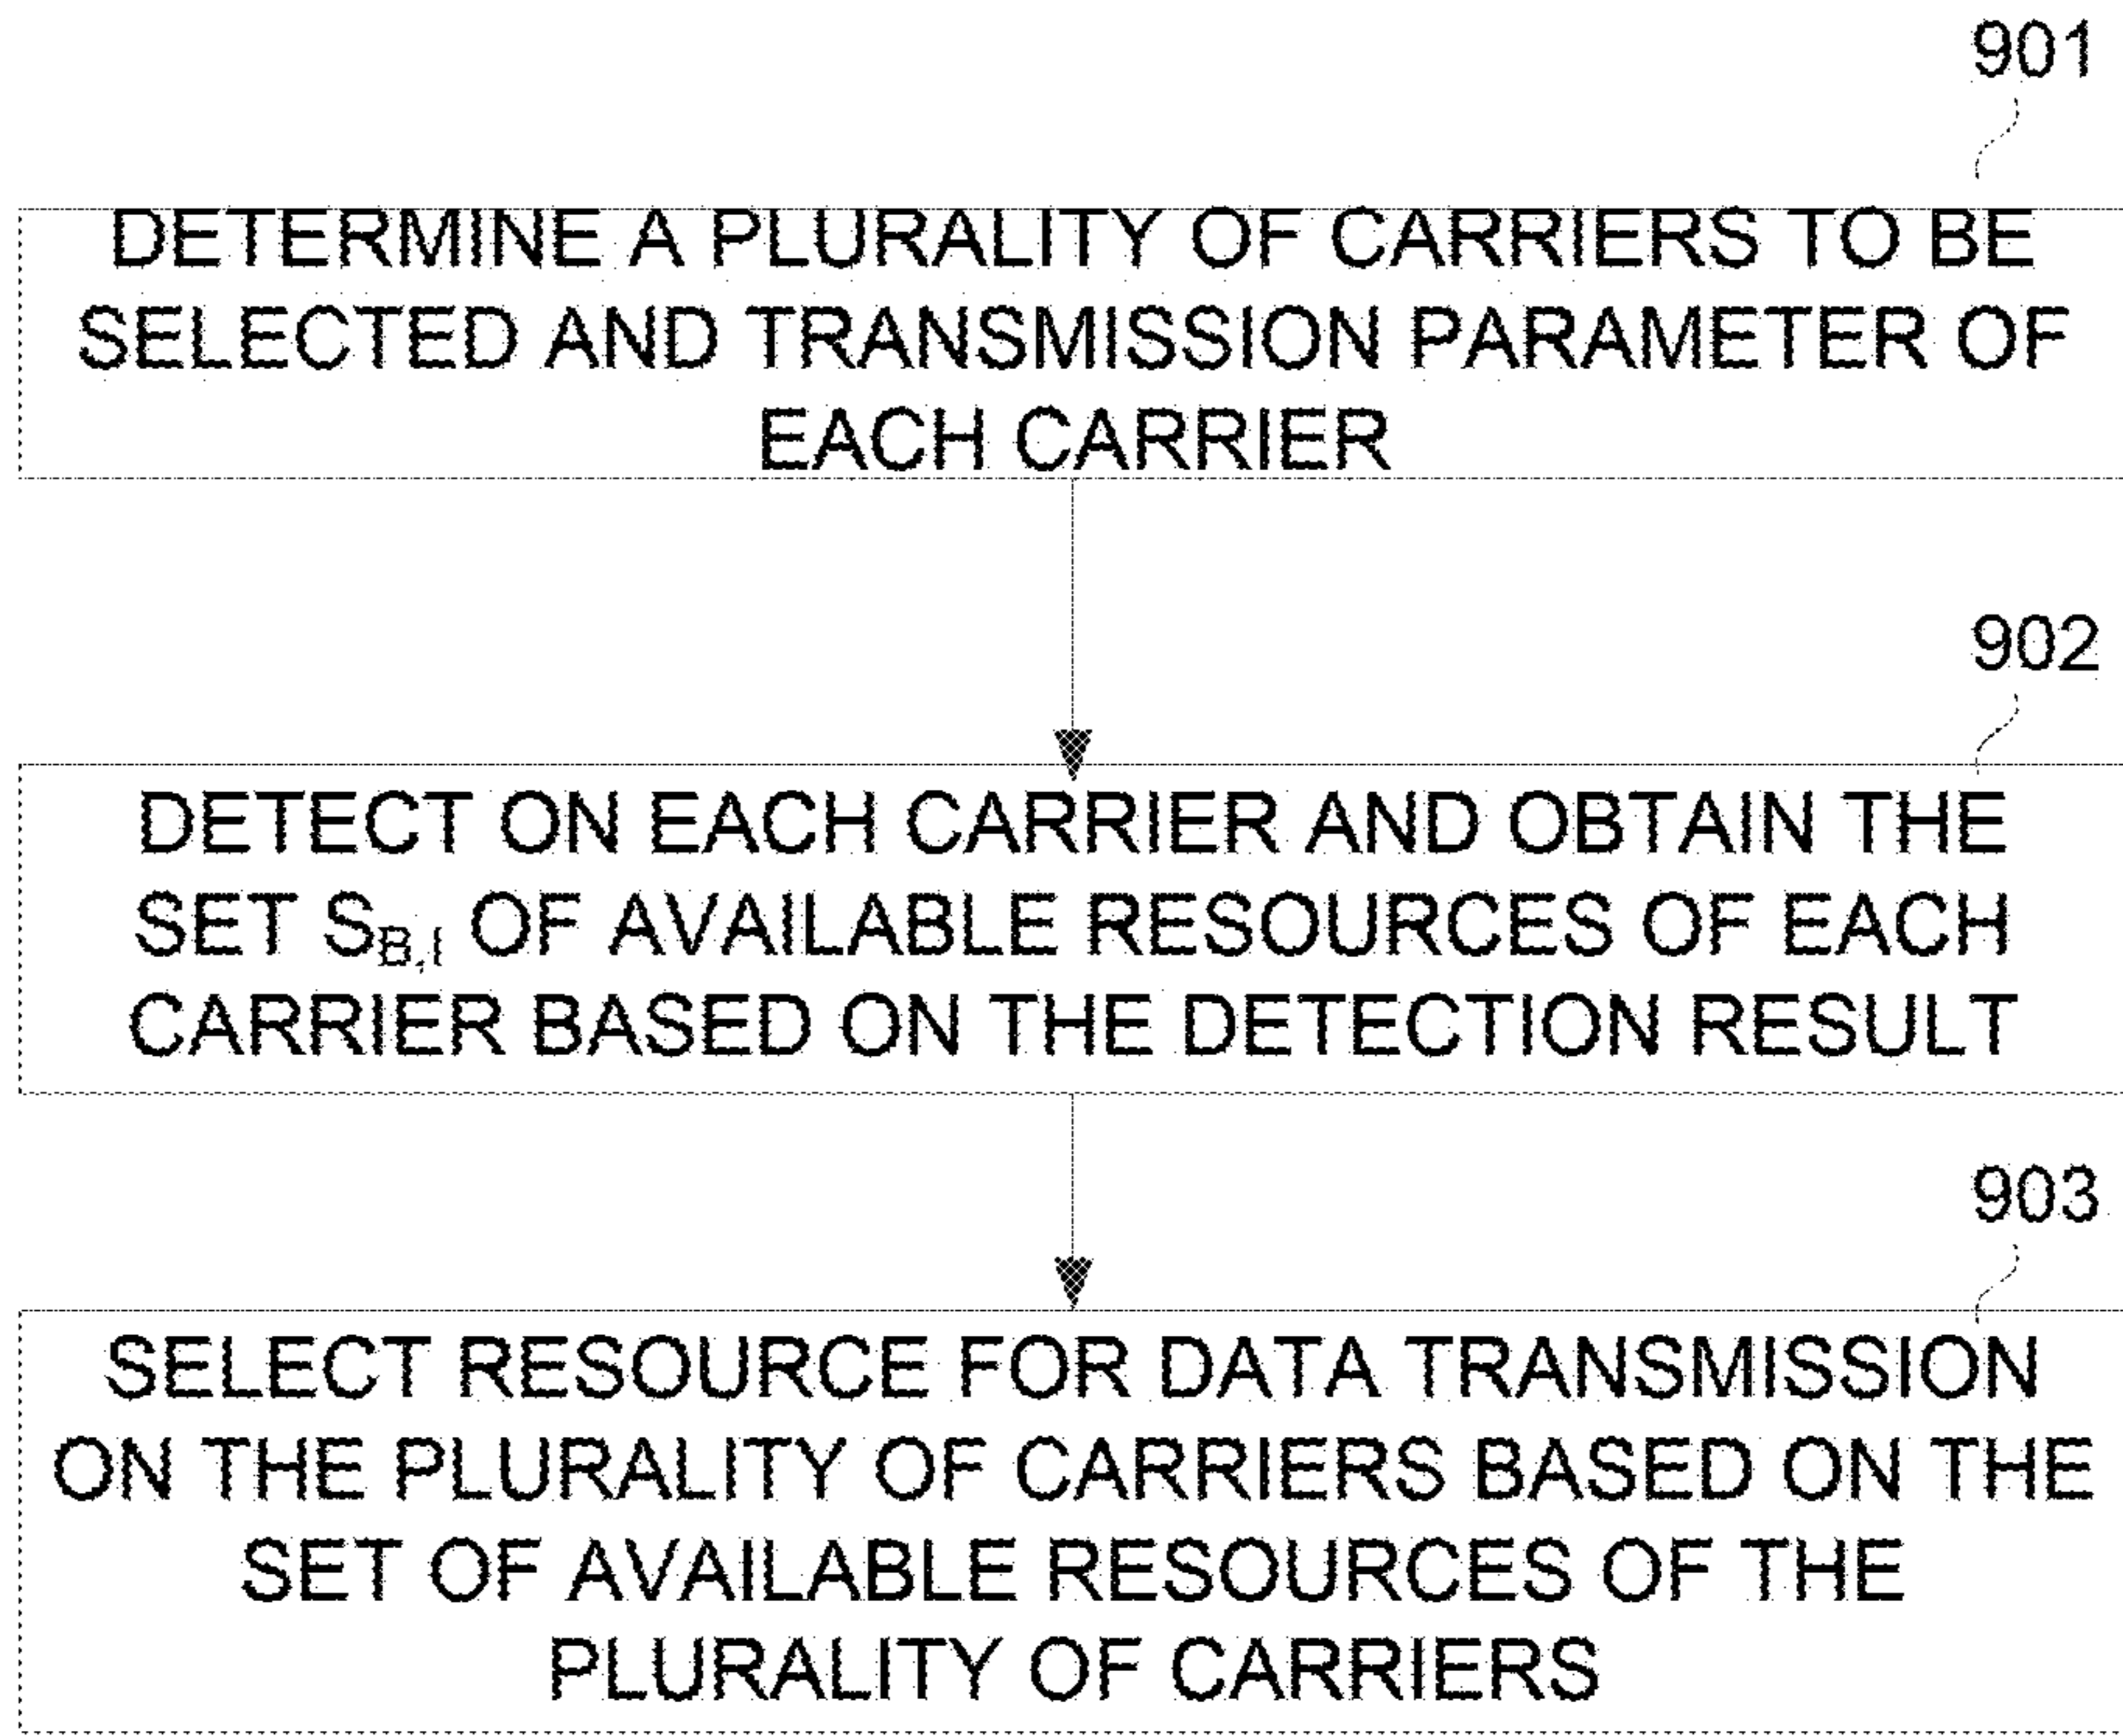 901
DETERMINE A PLURALITY OF CARRIERS TO BE
SELECTED AND TRANSMISSION PARAMETER OF
EACH CARRIER
902
DETECT ON EACH CARRIER AND OBTAIN THE
SET S_{B,I} OF AVAILABLE RESOURCES OF EACH
CARRIER BASED ON THE DETECTION RESULT
903
SELECT RESOURCE FOR DATA TRANSMISSION
ON THE PLURALITY OF CARRIERS BASED ON THE
SET OF AVAILABLE RESOURCES OF THE
PLURALITY OF CARRIERS